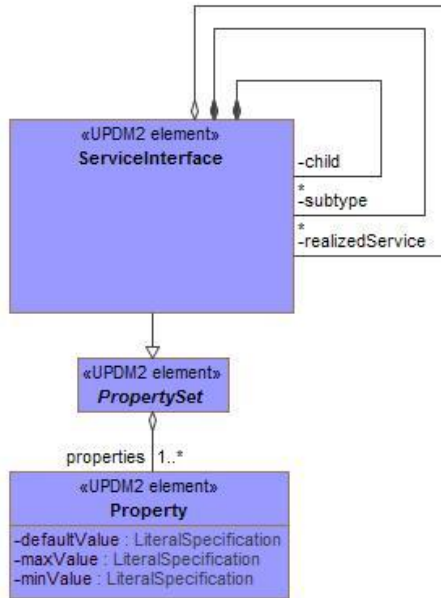 «UPDM2 element»
ServiceInterface
-child
*
-subtype
*
-realizedService
«UPDM2 element»
PropertySet
properties 1..*
«UPDM2 element»
Property
-defaultValue : LiteralSpecification
-maxValue : LiteralSpecification
-minValue : LiteralSpecification